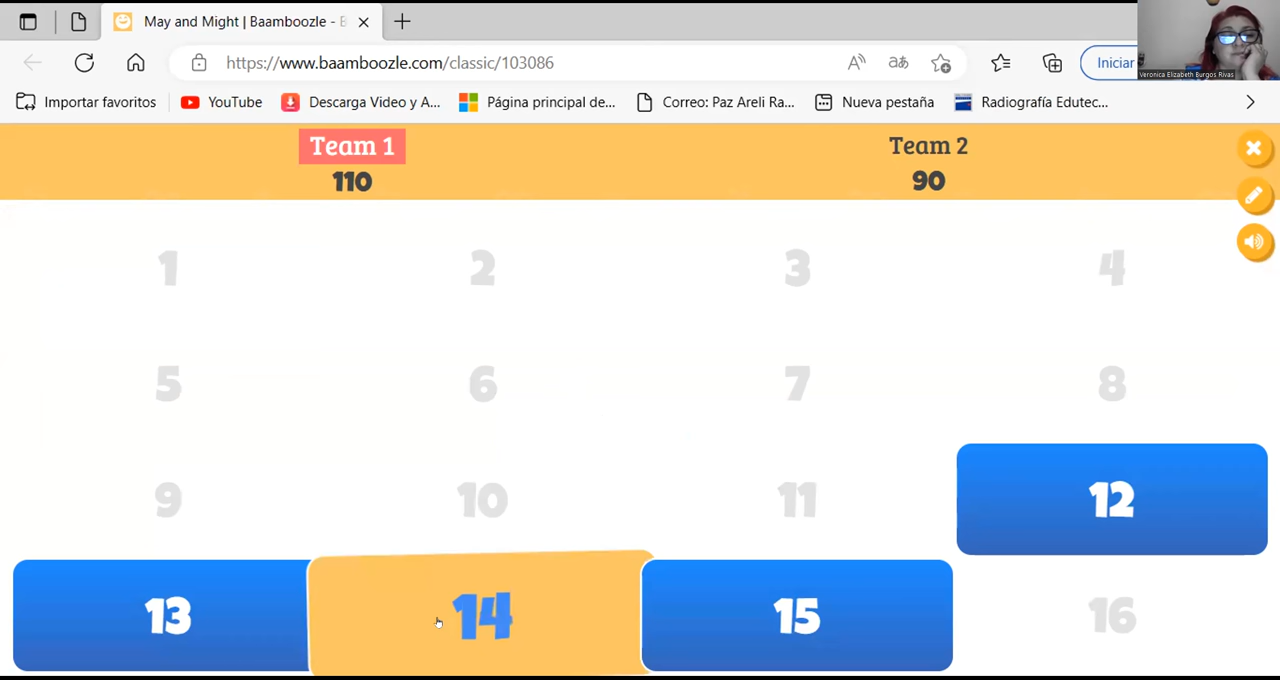 May and Might | Baamboozle - B
https://www.baamboozle.com/classic/103086
Iniciar
Veronica Elizabeth Burgos Rivas
Importar favoritos
YouTube
Descarga Video y A...
Página principal de...
Correo: Paz Areli Ra...
Nueva pestaña
Radiografía Edutec...
Team 1
Team 2
110
90
1 2 3 4
5 6 7 8
9 10 11 12
13 14 15 16